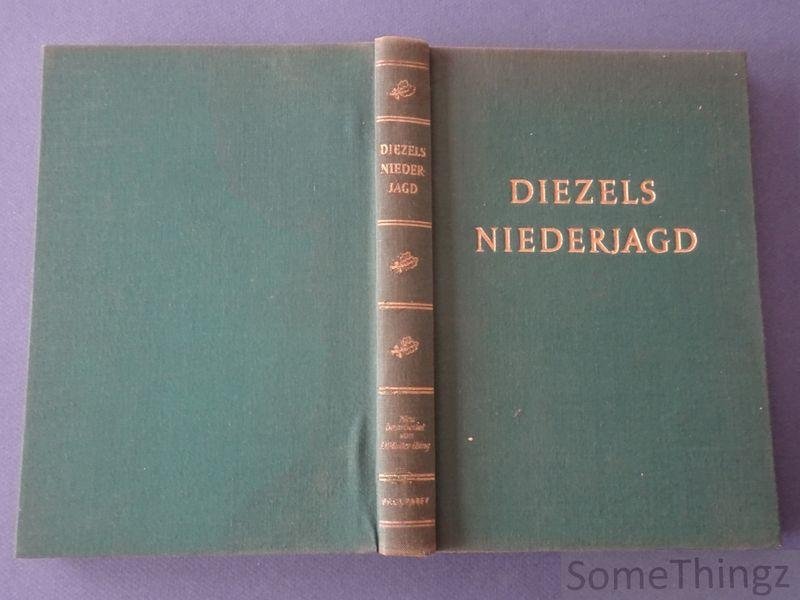 DIEZELS
NIEDER-
JAGD
Neu
bearbeitet
von
PAUL PAREY
DIEZELS
NIEDERJAGD
SomeThingz